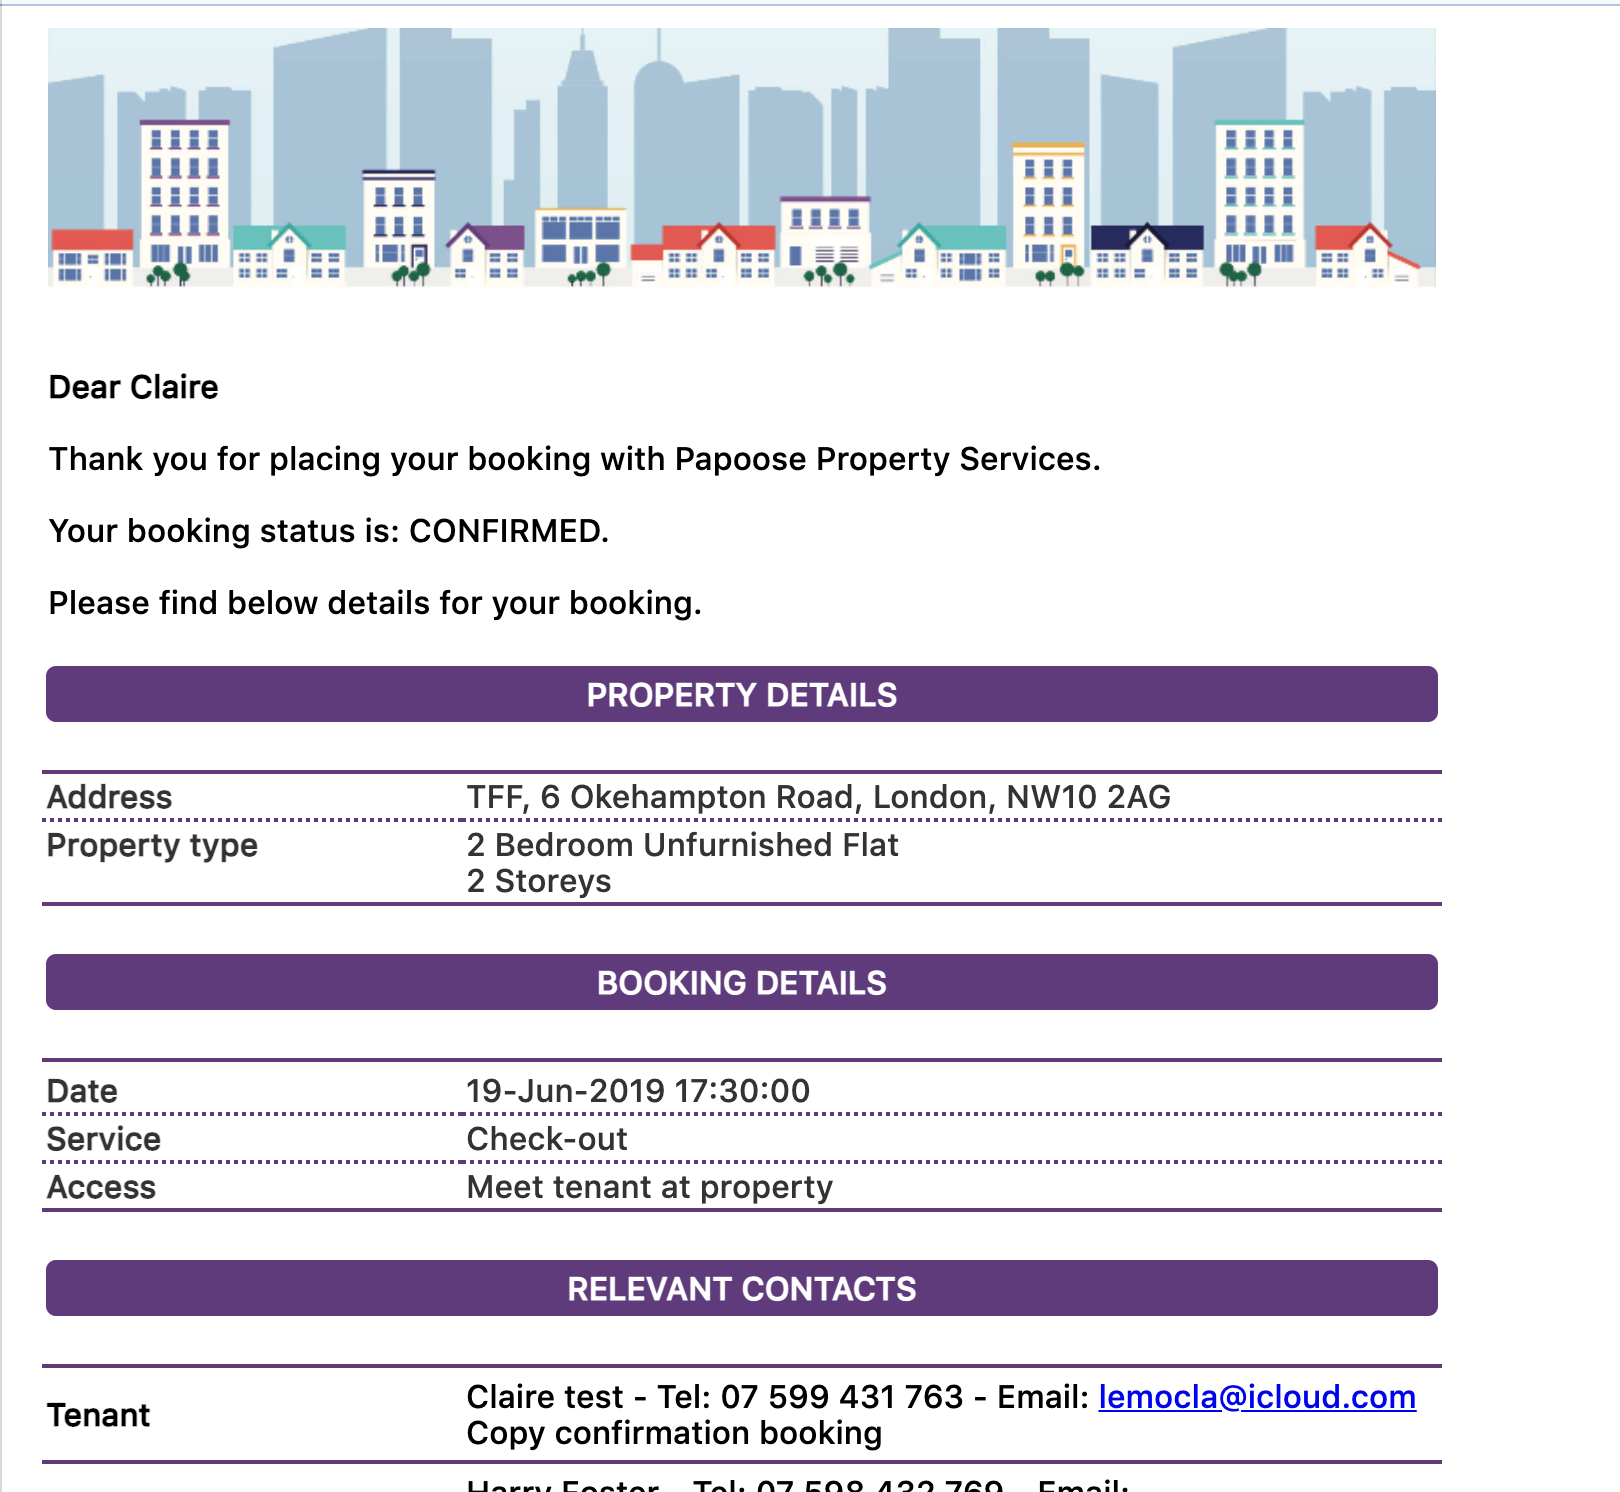 Dear Claire
Thank you for placing your booking with Papoose Property Services.
Your booking status is: CONFIRMED.
Please find below details for your booking.
PROPERTY DETAILS
Address TFF, 6 Okehampton Road, London, NW10 2AG
Property type 2 Bedroom Unfurnished Flat
2 Storeys
BOOKING DETAILS
Date 19-Jun-2019 17:30:00
Service Check-out
Access Meet tenant at property
RELEVANT CONTACTS
Tenant Claire test - Tel: 07 599 431 763 - Email: lemocla@icloud.com
Copy confirmation booking
Harry Foster - Tel: 07 598 432 769 - Email: